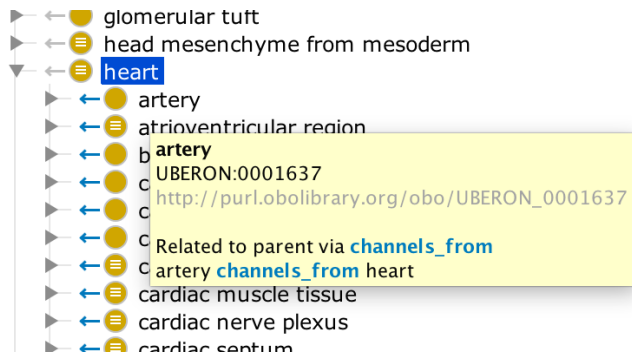 glomerular tuft
head mesenchyme from mesoderm
heart
artery
atrioventricular region
artery
UBERON:0001637
http://purl.obolibrary.org/obo/UBERON_0001637
Related to parent via channels_from
artery channels_from heart
cardiac muscle tissue
cardiac nerve plexus
cardiac septum